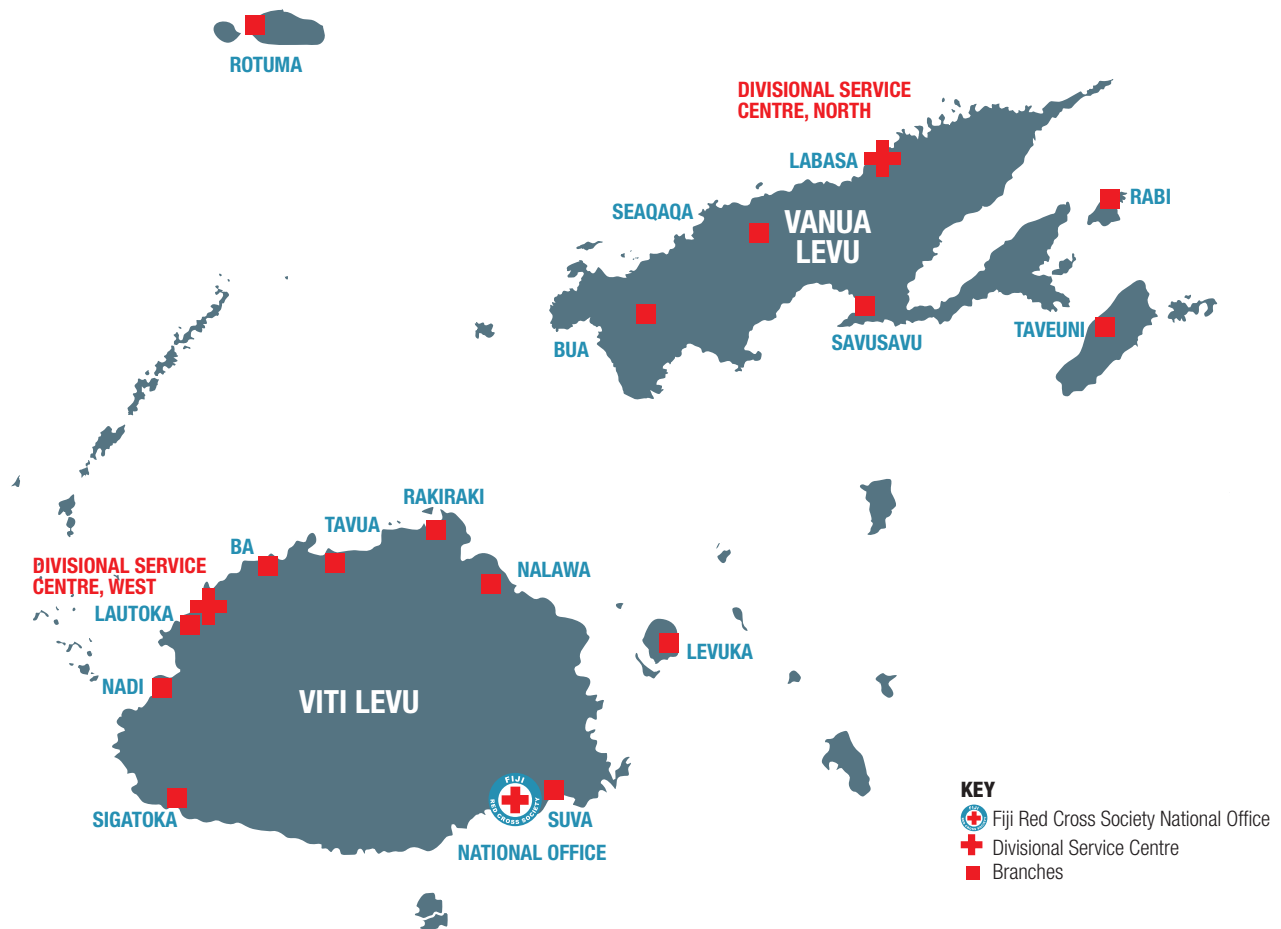 ROTUMA
DIVISIONAL SERVICE
CENTRE, NORTH
LABASA
RABI
SEAQAQA
VANUA
LEVU
TAVEUNI
SAVUSAVU
BUA
RAKIRAKI
TAVUA
BA
DIVISIONAL SERVICE
CENTRE, WEST
NALAWA
LAUTOKA
LEVUKA
NADI
VITI LEVU
FIJI
RED CROSS SOCIETY
SIGATOKA
SUVA
NATIONAL OFFICE
KEY
Fiji Red Cross Society National Office
Divisional Service Centre
Branches